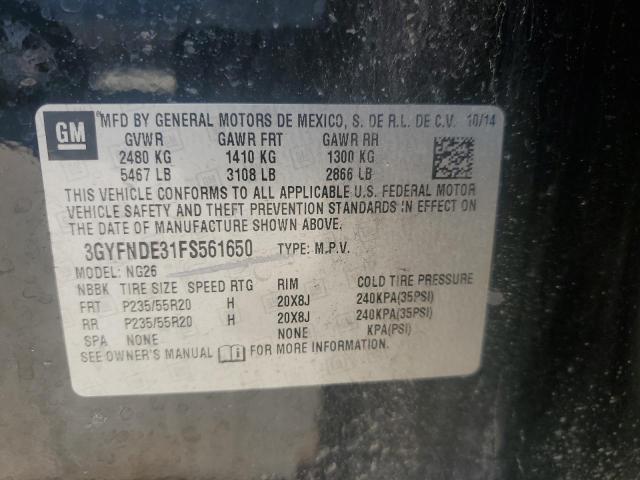 GM
MFD BY GENERAL MOTORS DE MEXICO, S. DE R.L. DE C.V. 10/14
GVWR GAWR FRT GAWR RR
2480 KG 1410 KG 1300 KG
5467 LB 3108 LB 2866 LB
THIS VEHICLE CONFORMS TO ALL APPLICABLE U.S. FEDERAL MOTOR
VEHICLE SAFETY AND THEFT PREVENTION STANDARDS IN EFFECT ON
THE DATE OF MANUFACTURE SHOWN ABOVE.
3GYFNDE31FS561650 TYPE: M.P.V.
MODEL: NG26
NBBK TIRE SIZE SPEED RTG RIM COLD TIRE PRESSURE
FRT P235/55R20 H 20X8J 240KPA(35PSI)
RR P235/55R20 H 20X8J 240KPA(35PSI)
SPA NONE NONE KPA(PSI)
SEE OWNER'S MANUAL FOR MORE INFORMATION.